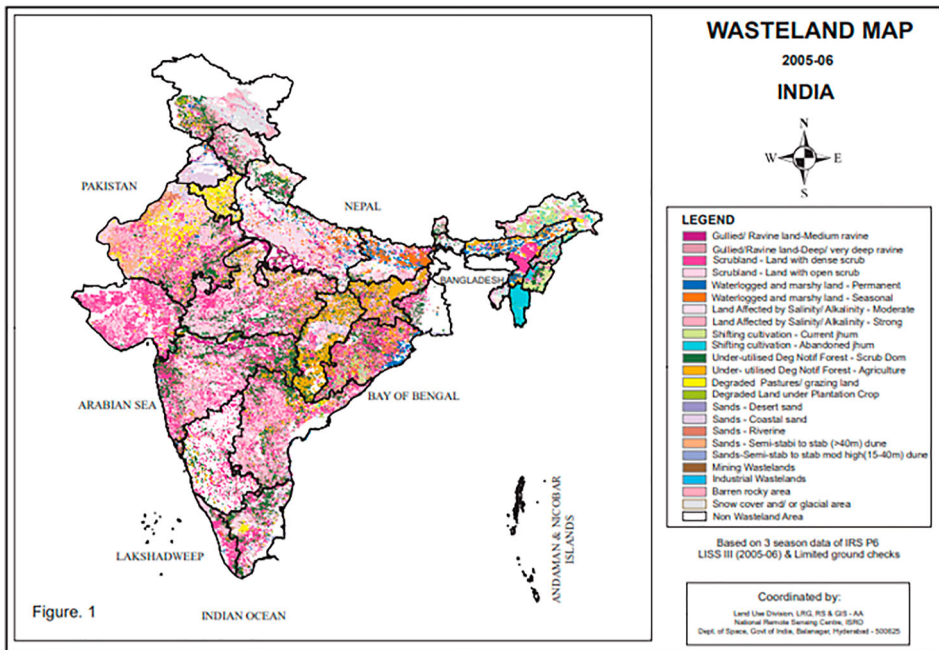 WASTELAND MAP
2005-06
INDIA
N
W
E
S
PAKISTAN
NEPAL
BANGLADESH
ARABIAN SEA
BAY OF BENGAL
LAKSHADWEEP
ANDAMAN & NICOBAR
ISLANDS
INDIAN OCEAN
Figure. 1
LEGEND
Gullied/ Ravine land-Medium ravine
Gullied/Ravine land-Deep/ very deep ravine
Scrubland - Land with dense scrub
Scrubland - Land with open scrub
Waterlogged and marshy land - Permanent
Waterlogged and marshy land - Seasonal
Land Affected by Salinity/ Alkalinity - Moderate
Land Affected by Salinity/ Alkalinity - Strong
Shifting cultivation - Current jhum
Shifting cultivation - Abandoned jhum
Under-utilised Deg Notif Forest - Scrub Dom
Under- utilised Deg Notif Forest - Agriculture
Degraded Pastures/ grazing land
Degraded Land under Plantation Crop
Sands - Desert sand
Sands - Coastal sand
Sands - Riverine
Sands - Semi-stabi to stab (>40m) dune
Sands-Semi-stab to stab mod high(15-40m) dune
Mining Wastelands
Industrial Wastelands
Barren rocky area
Snow cover and/ or glacial area
Non Wasteland Area
Based on 3 season data of IRS P6
LISS III (2005-06) & Limited ground checks
Coordinated by:
Land Use Division, LRG, RS & GIS - AA
National Remote Sensing Centre, ISRO
Dept. of Space, Govt of India, Balanagar, Hyderabad - 500625